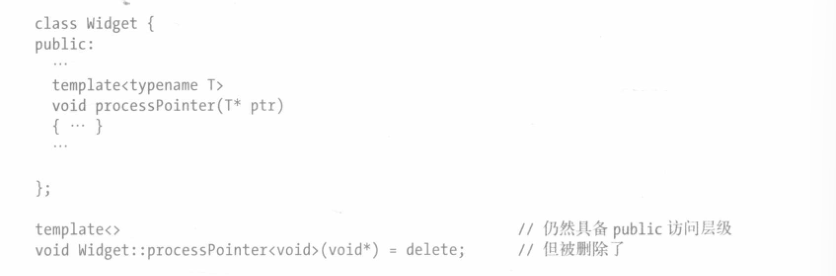 class Widget {
public:
  …
  template<typename T>
  void processPointer(T* ptr)
  { … }
  …
};
template<> // 仍然具备 public 访问层级
void Widget::processPointer<void>(void*) = delete; // 但被删除了